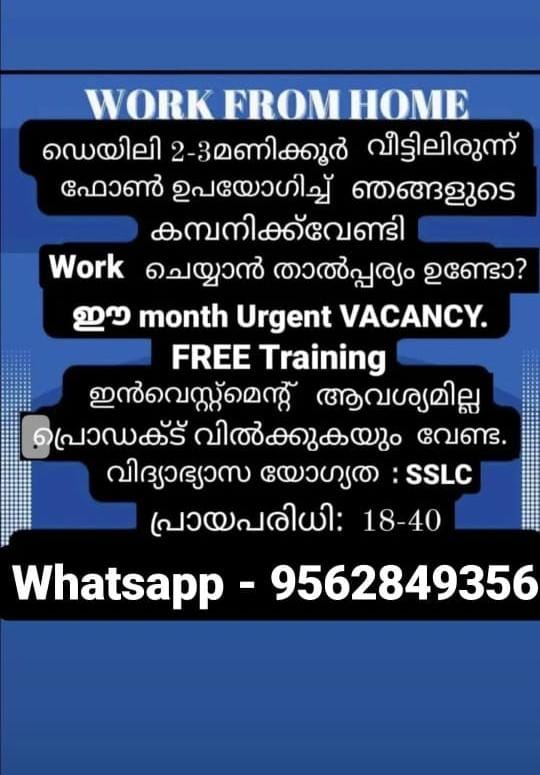 WORK FROM HOME
ഡെയിലി 2-3മണിക്കൂർ വീട്ടിലിരുന്ന്
ഫോൺ ഉപയോഗിച്ച് ഞങ്ങളുടെ
കമ്പനിക്ക്‌വേണ്ടി
Work ചെയ്യാൻ താൽപ്പര്യം ഉണ്ടോ?
ഈ month Urgent VACANCY.
FREE Training
ഇൻവെസ്റ്റ്മെന്റ് ആവശ്യമില്ല
പ്രൊഡക്ട് വിൽക്കുകയും വേണ്ട.
വിദ്യാഭ്യാസ യോഗ്യത : SSLC
പ്രായപരിധി: 18-40
Whatsapp - 9562849356